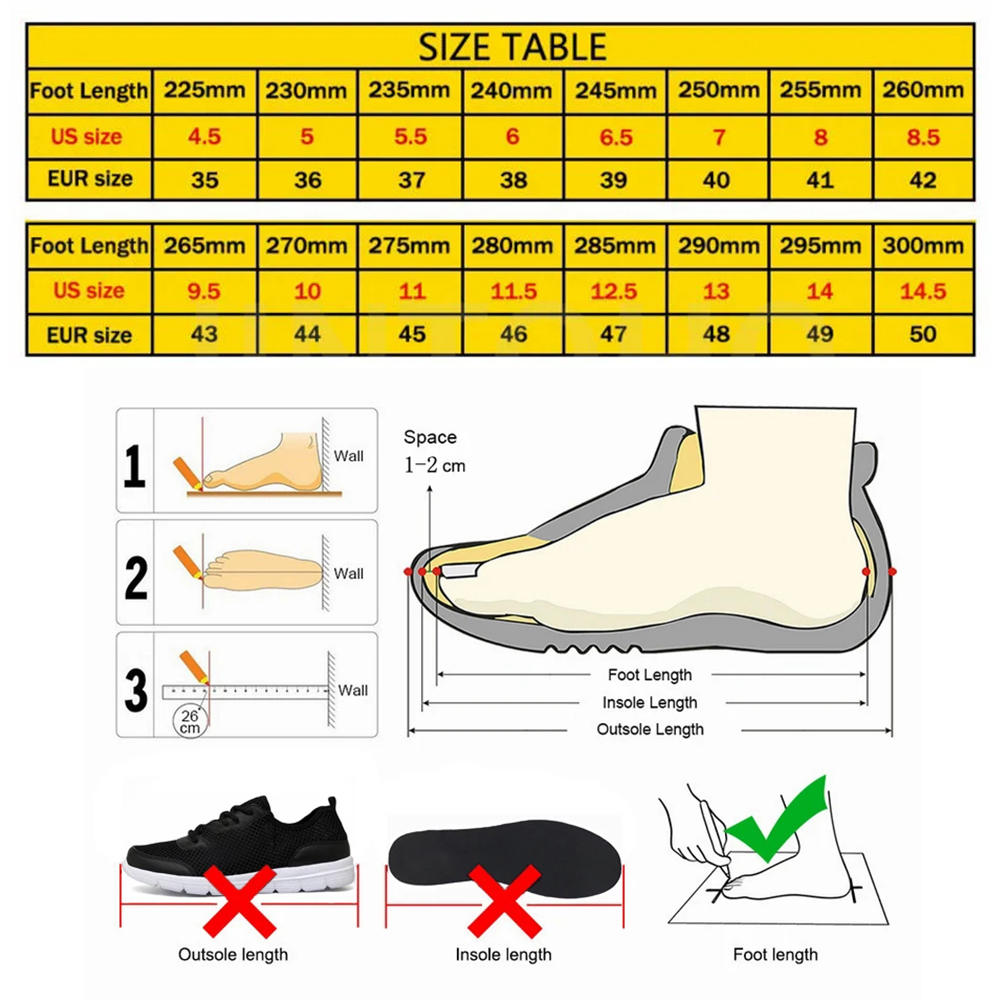 SIZE TABLE
Foot Length 225mm 230mm 235mm 240mm 245mm 250mm 255mm 260mm
US size 4.5 5 5.5 6 6.5 7 8 8.5
EUR size 35 36 37 38 39 40 41 42
Foot Length 265mm 270mm 275mm 280mm 285mm 290mm 295mm 300mm
US size 9.5 10 11 11.5 12.5 13 14 14.5
EUR size 43 44 45 46 47 48 49 50
1 Wall
2 Wall
3 Wall
26
cm
Space
1-2 cm
Foot Length
Insole Length
Outsole Length
Outsole length
Insole length
Foot length